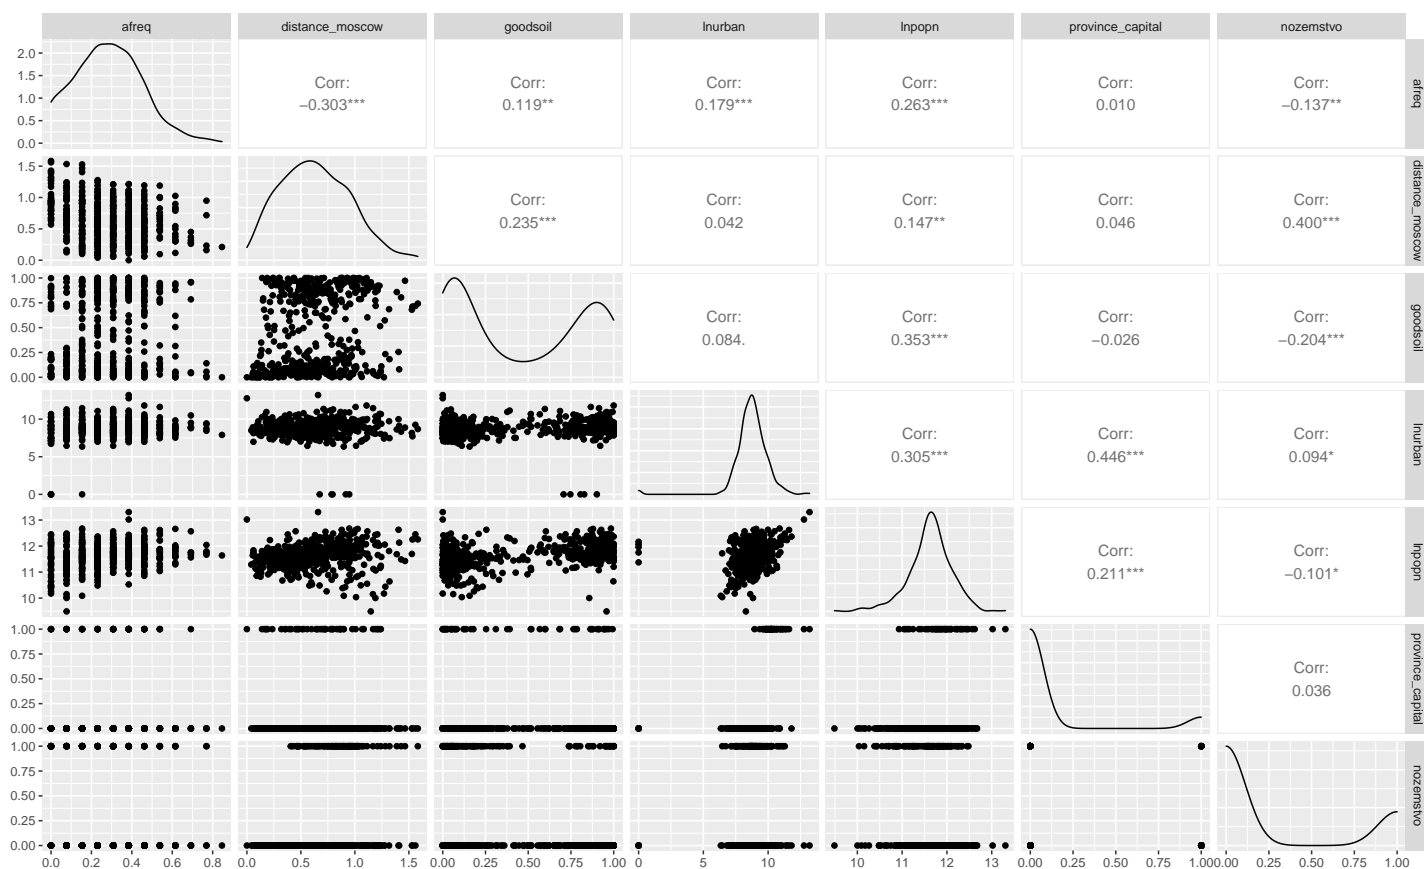 afreq distance_moscow goodsoil lnurban lnpopn province_capital nozemstvo
2.0
1.5
1.0
0.5
0.0
Corr:
−0.303***
Corr:
0.119**
Corr:
0.179***
Corr:
0.263***
Corr:
0.010
Corr:
−0.137**
afreq
1.5
1.0
0.5
0.0
Corr:
0.235***
Corr:
0.042
Corr:
0.147**
Corr:
0.046
Corr:
0.400***
distance_moscow
1.00
0.75
0.50
0.25
0.00
Corr:
0.084.
Corr:
0.353***
Corr:
−0.026
Corr:
−0.204***
goodsoil
10
5
0
Corr:
0.305***
Corr:
0.446***
Corr:
0.094*
lnurban
13
12
11
10
Corr:
0.211***
Corr:
−0.101*
lnpopn
1.00
0.75
0.50
0.25
0.00
Corr:
0.036
province_capital
1.00
0.75
0.50
0.25
0.00
nozemstvo
0.0 0.2 0.4 0.6 0.8
0.0 0.5 1.0 1.5
0.00 0.25 0.50 0.75 1.00
0 5 10
10 11 12 13
0.00 0.25 0.50 0.75 1.00
0.00 0.25 0.50 0.75 1.00